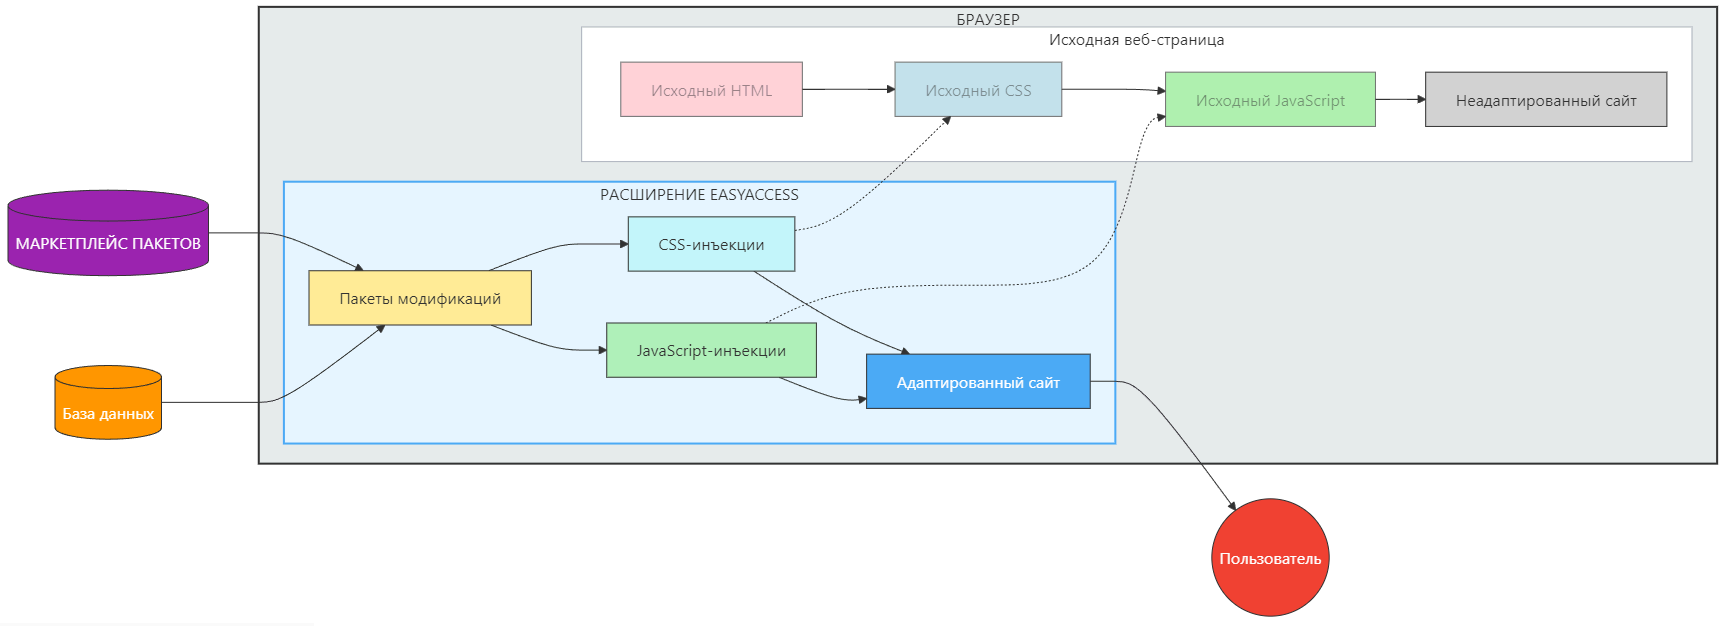 БРАУЗЕР
Исходная веб-страница
Исходный HTML
Исходный CSS
Исходный JavaScript
Неадаптированный сайт
РАСШИРЕНИЕ EASYACCESS
МАРКЕТПЛЕЙС ПАКЕТОВ
CSS-инъекции
Пакеты модификаций
JavaScript-инъекции
Адаптированный сайт
База данных
Пользователь